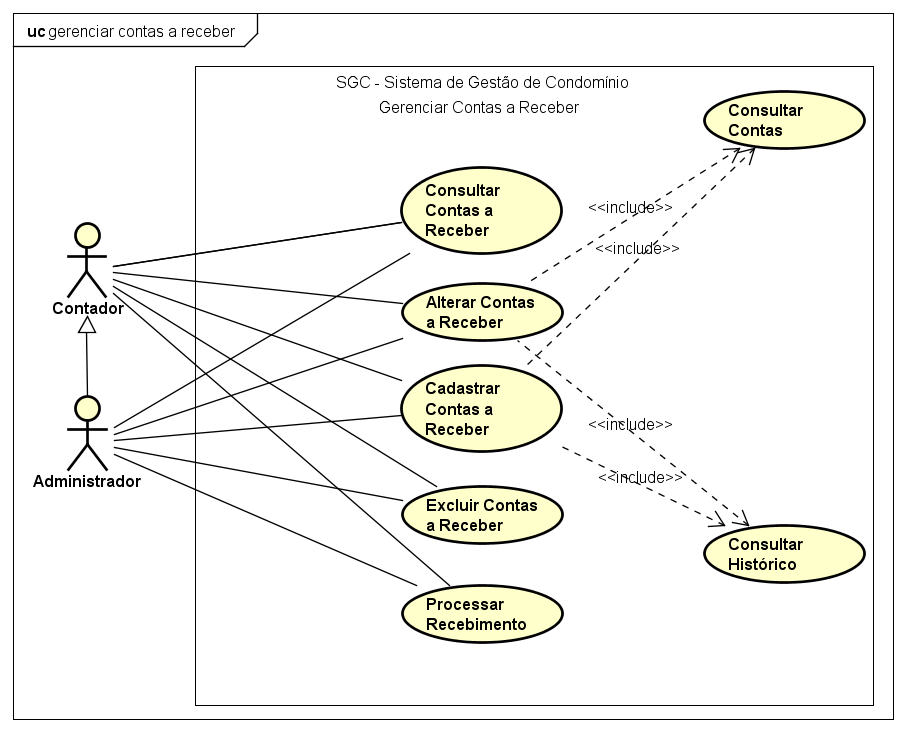 uc gerenciar contas a receber
SGC - Sistema de Gestão de Condomínio
Gerenciar Contas a Receber
Consultar
Contas
Consultar
Contas a
Receber
<<include>>
<<include>>
Contador
Alterar Contas
a Receber
Cadastrar
Contas a
Receber
<<include>>
<<include>>
Administrador
Excluir Contas
a Receber
Consultar
Histórico
Processar
Recebimento